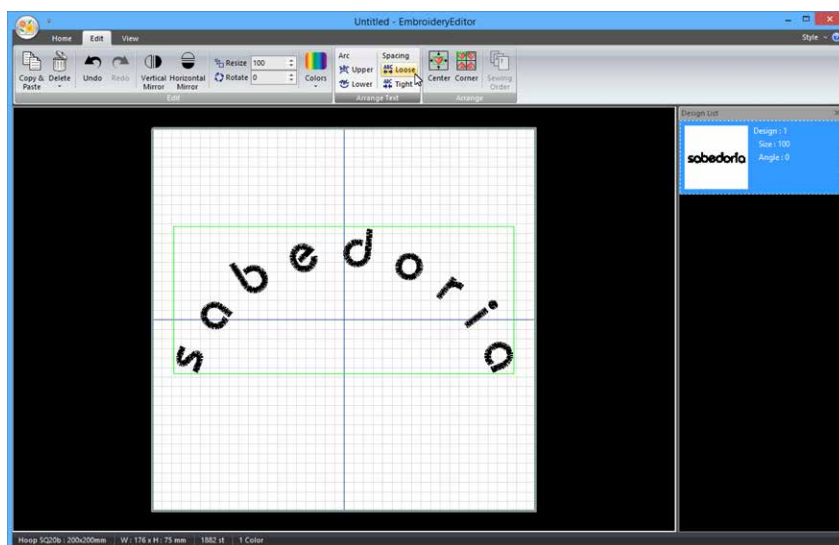 Untitled - EmbroideryEditor
Home Edit View
Style
Copy & Paste
Delete
Undo
Redo
Vertical Mirror
Horizontal Mirror
Resize 100
Rotate 0
Edit
Colors
Arc
Upper
Lower
Spacing
ABC Loose
ABC Tight
Arrange Text
Center
Corner
Sewing Order
Arrange
sabedoria
Design List
sabedoria
Design : 1
Size : 100
Angle : 0
Hoop SQ20b : 200x200mm W : 176 x H : 75 mm 1882 st 1 Color